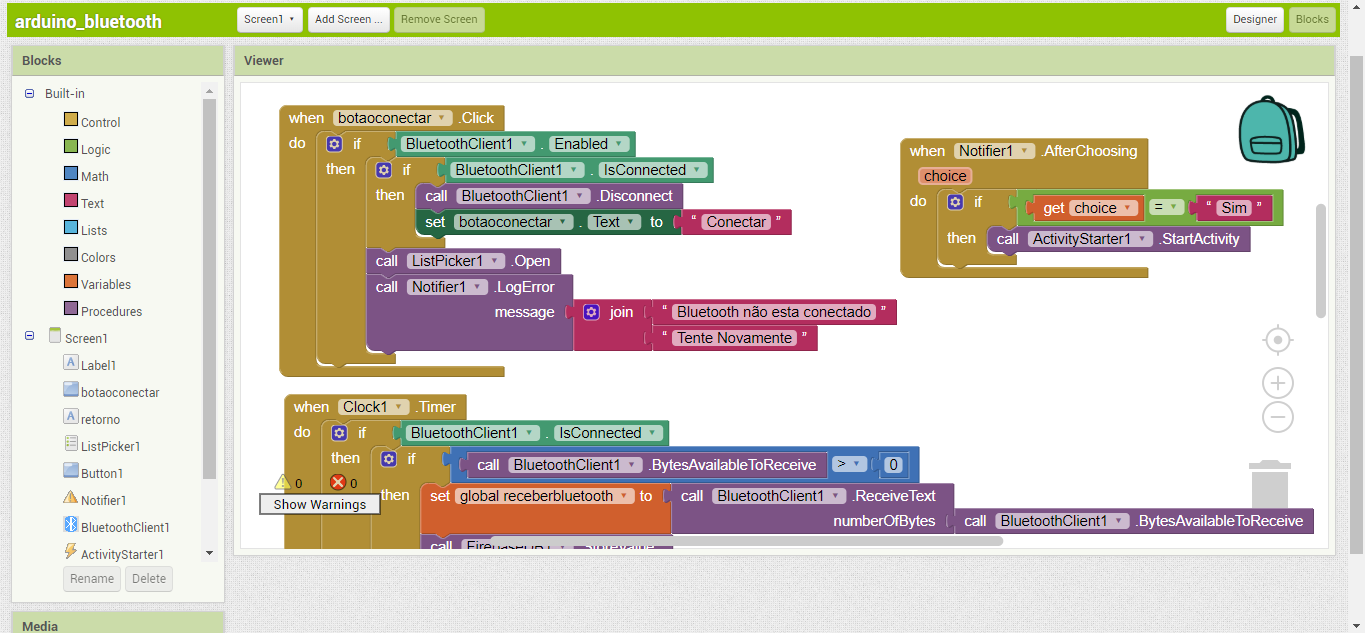 arduino_bluetooth Screen1 Add Screen ... Remove Screen Designer Blocks
Blocks
Viewer
Built-in
Control
Logic
Math
Text
Lists
Colors
Variables
Procedures
Screen1
Label1
botaoconectar
retorno
ListPicker1
Button1
Notifier1
BluetoothClient1
ActivityStarter1
Rename Delete
Media
when botaoconectar .Click
do if BluetoothClient1 . Enabled
then if BluetoothClient1 . IsConnected
then call BluetoothClient1 .Disconnect
set botaoconectar . Text to “ Conectar ”
call ListPicker1 .Open
call Notifier1 .LogError
message join “ Bluetooth não esta conectado ”
“ Tente Novamente ”
when Notifier1 .AfterChoosing
choice
do if get choice = “ Sim ”
then call ActivityStarter1 .StartActivity
when Clock1 .Timer
do if BluetoothClient1 . IsConnected
then if call BluetoothClient1 .BytesAvailableToReceive > 0
then set global receberbluetooth to call BluetoothClient1 .ReceiveText
numberOfBytes call BluetoothClient1 .BytesAvailableToReceive
call
0 0
Show Warnings